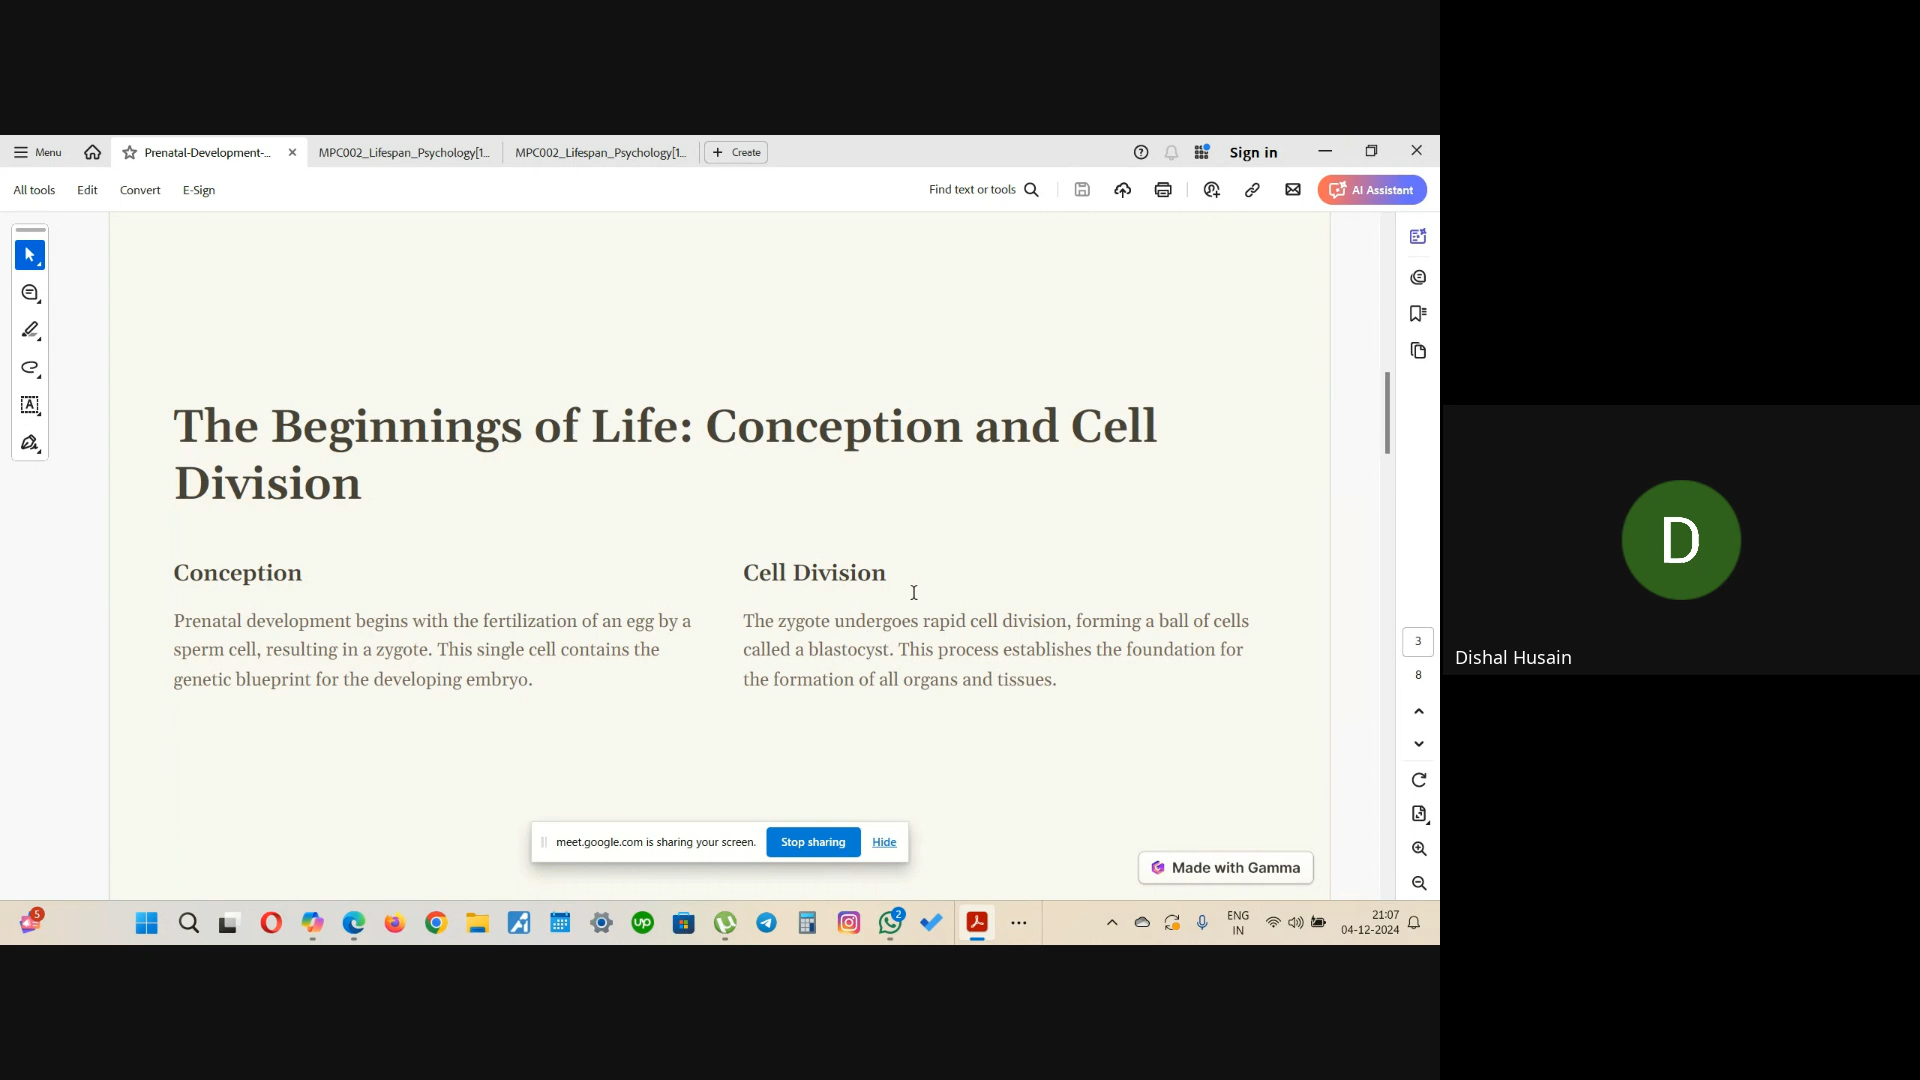 Menu
Prenatal-Development-...
MPC002_Lifespan_Psychology[1...
MPC002_Lifespan_Psychology[1...
Create
Sign in
All tools
Edit
Convert
E-Sign
Find text or tools
AI Assistant
The Beginnings of Life: Conception and Cell
Division
Conception
Prenatal development begins with the fertilization of an egg by a
sperm cell, resulting in a zygote. This single cell contains the
genetic blueprint for the developing embryo.
Cell Division
The zygote undergoes rapid cell division, forming a ball of cells
called a blastocyst. This process establishes the foundation for
the formation of all organs and tissues.
3
8
D
Dishal Husain
meet.google.com is sharing your screen.
Stop sharing
Hide
Made with Gamma
5
up
2
ENG
IN
21:07
04-12-2024